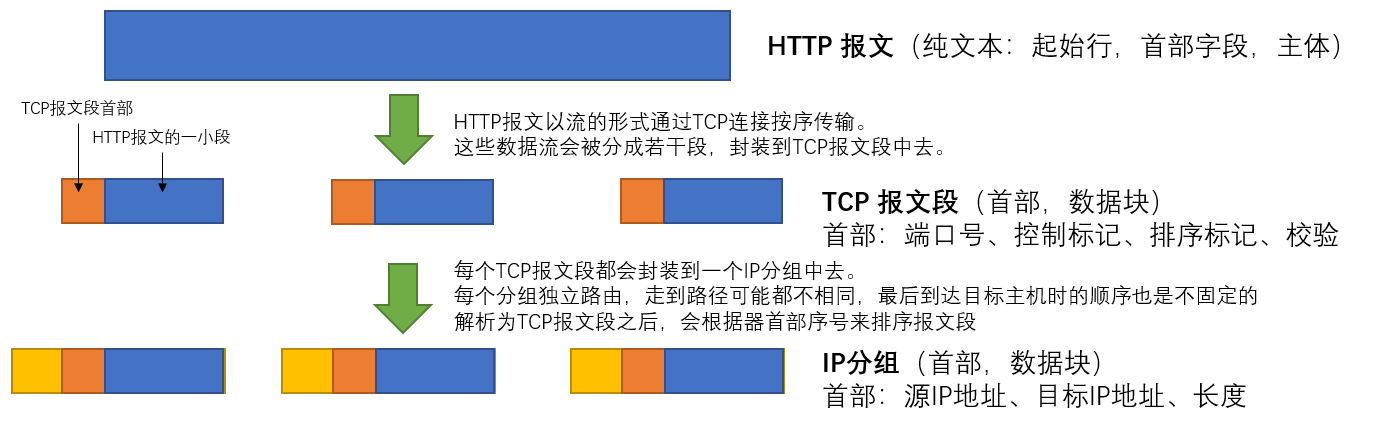 HTTP 报文（纯文本：起始行，首部字段，主体）
TCP报文段首部
HTTP报文的一小段
HTTP报文以流的形式通过TCP连接按序传输。
这些数据流会被分成若干段，封装到TCP报文段中去。
TCP 报文段（首部，数据块）
首部：端口号、控制标记、排序标记、校验
每个TCP报文段都会封装到一个IP分组中去。
每个分组独立路由，走到路径可能都不相同，最后到达目标主机时的顺序也是不固定的
解析为TCP报文段之后，会根据器首部序号来排序报文段
IP分组（首部，数据块）
首部：源IP地址、目标IP地址、长度